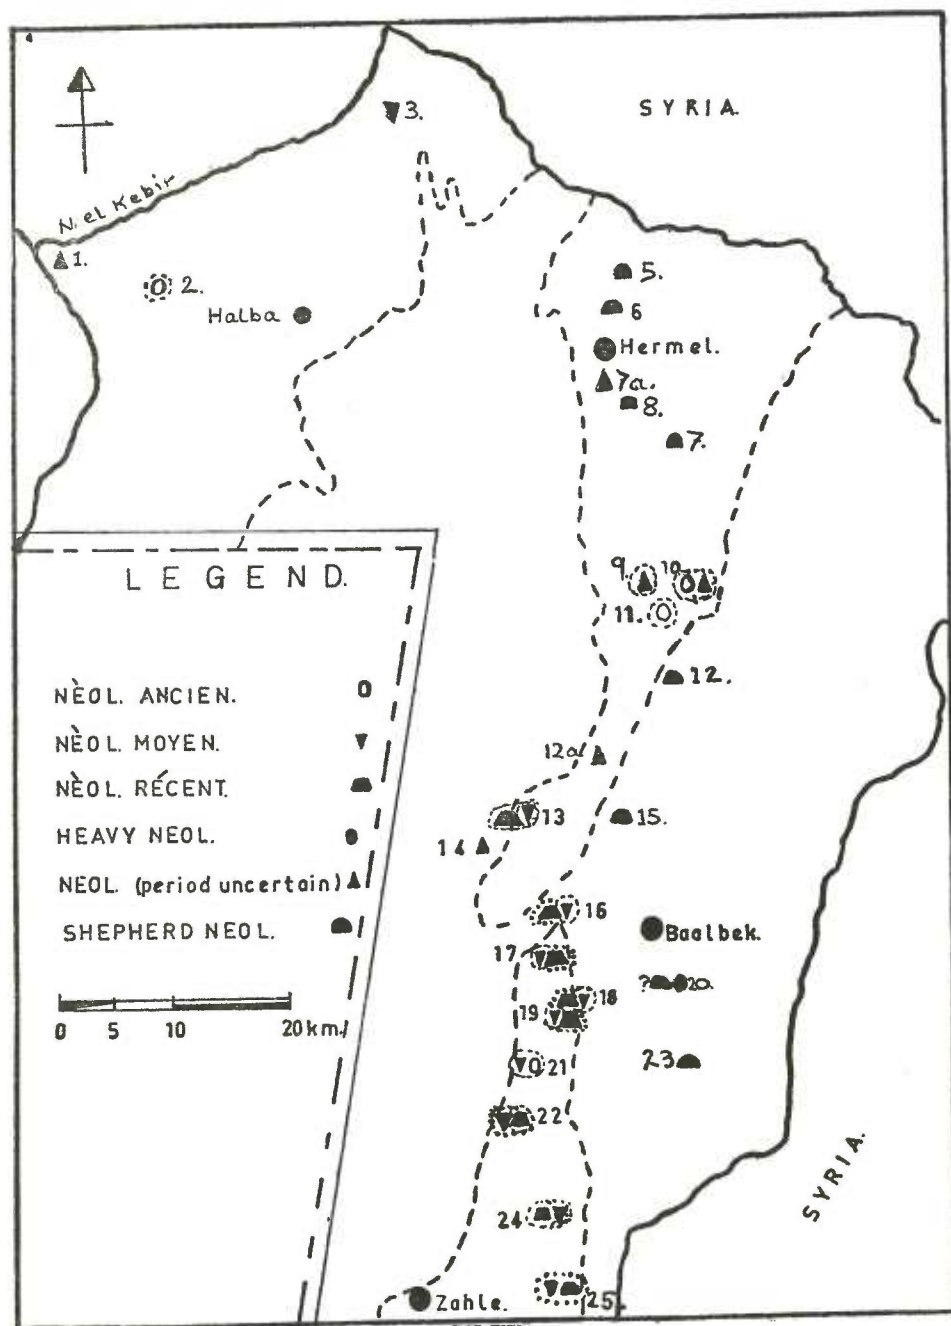 SYRIA.
3.
N. el Kebir
1.
2.
Halba
5.
6
Hermel.
7a.
8.
7.
LEGEND.
9
10
11.
12.
NÈOL. ANCIEN.
NÈOL. MOYEN.
NÈOL. RÉCENT.
HEAVY NEOL.
NEOL. (period uncertain)
SHEPHERD NEOL.
0 5 10 20 km.
12a
13
14
15.
16
Baalbek.
17
?
20.
18
19
21
23
22
SYRIA.
24
25.
Zahle.